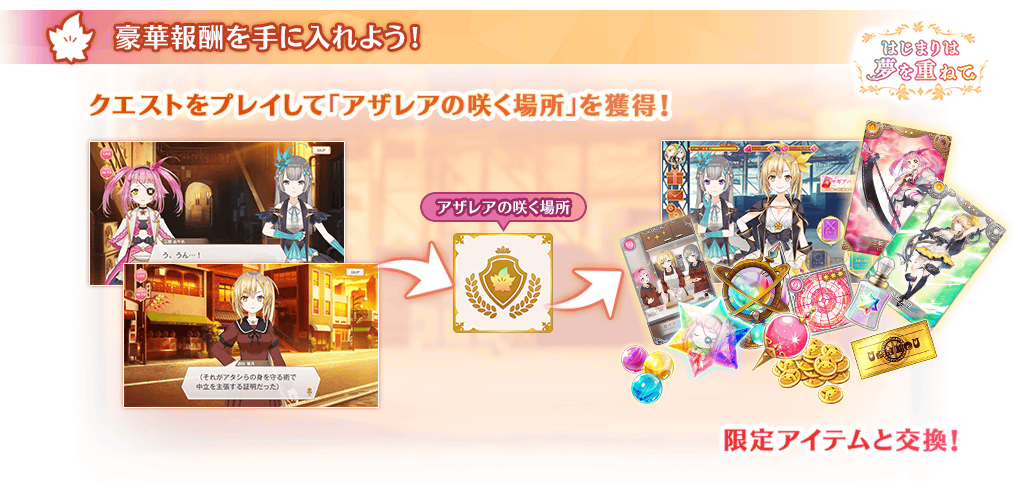 豪華報酬を手に入れよう!
はじまりは
夢を重ねて
クエストをプレイして「アザレアの咲く場所」を獲得!
SKIP
う、うん…!
アザレアの咲く場所
SKIP
(それがアタシらの身を守る術で
中立を主張する証明だった)
限定アイテムと交換!